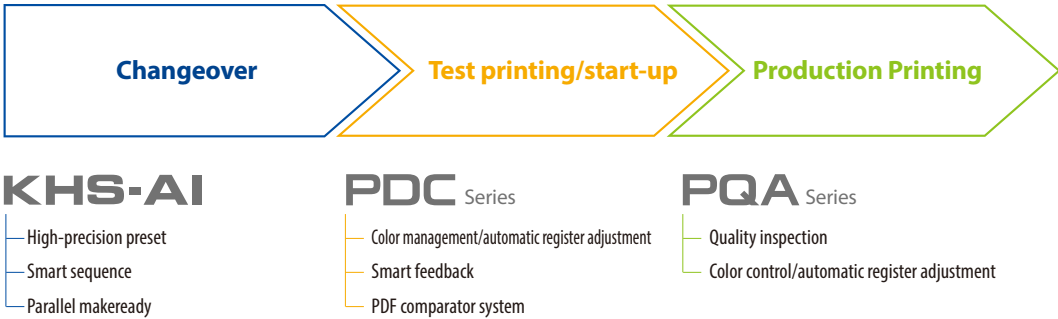 Changeover
Test printing/start-up
Production Printing
KHS-AI
High-precision preset
Smart sequence
Parallel makeready
PDC Series
Color management/automatic register adjustment
Smart feedback
PDF comparator system
PQA Series
Quality inspection
Color control/automatic register adjustment